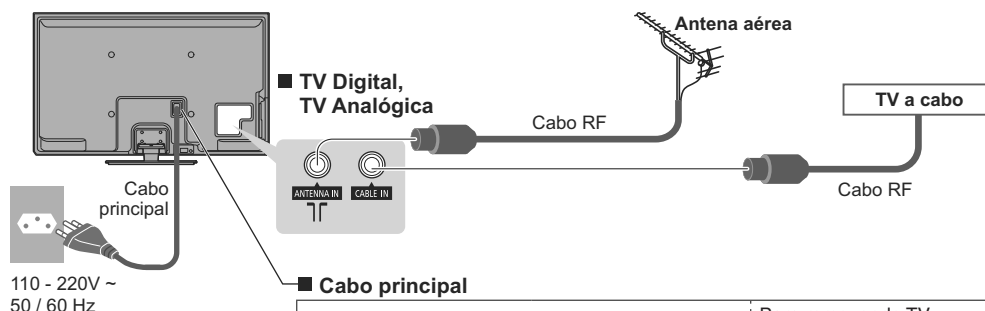 Antena aérea
■ TV Digital,
TV Analógica
TV a cabo
Cabo RF
Cabo RF
ANTENNA IN
CABLE IN
Cabo
principal
110 - 220V ~
50 / 60 Hz
■ Cabo principal